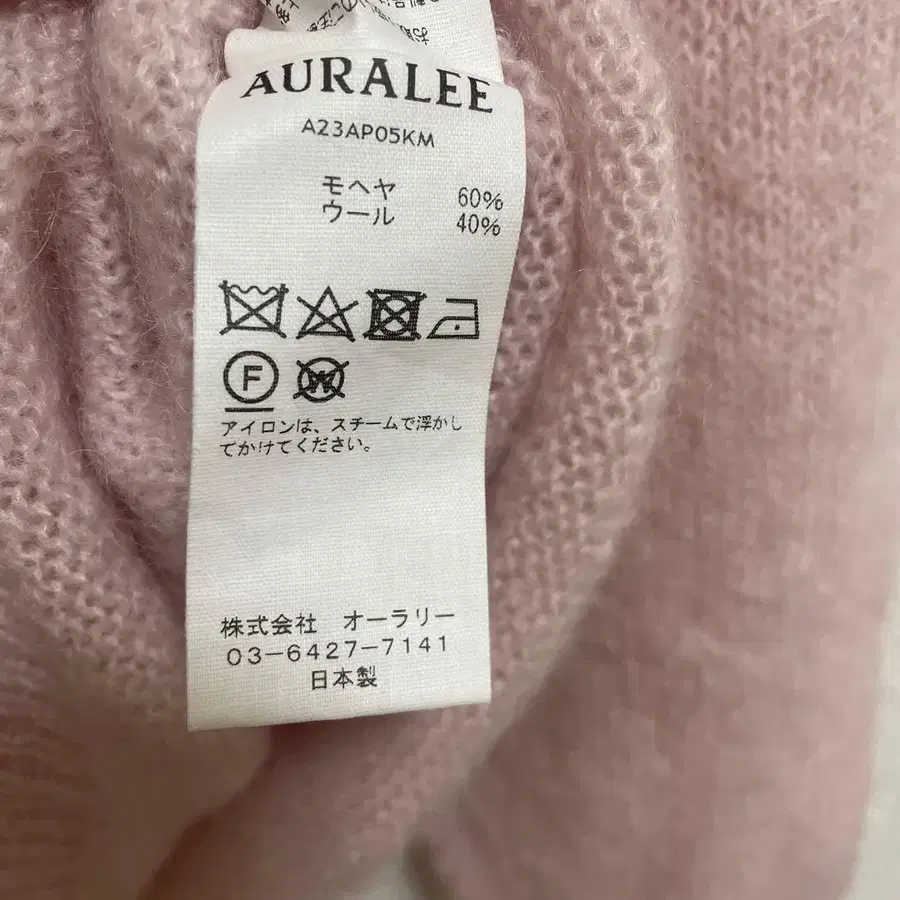 AURALEE
A23AP05KM
モヘヤ 60%
ウール 40%
F
W
アイロンは、スチームで浮かし
てかけてください。
株式会社 オーラリー
03-6427-7141
日本製